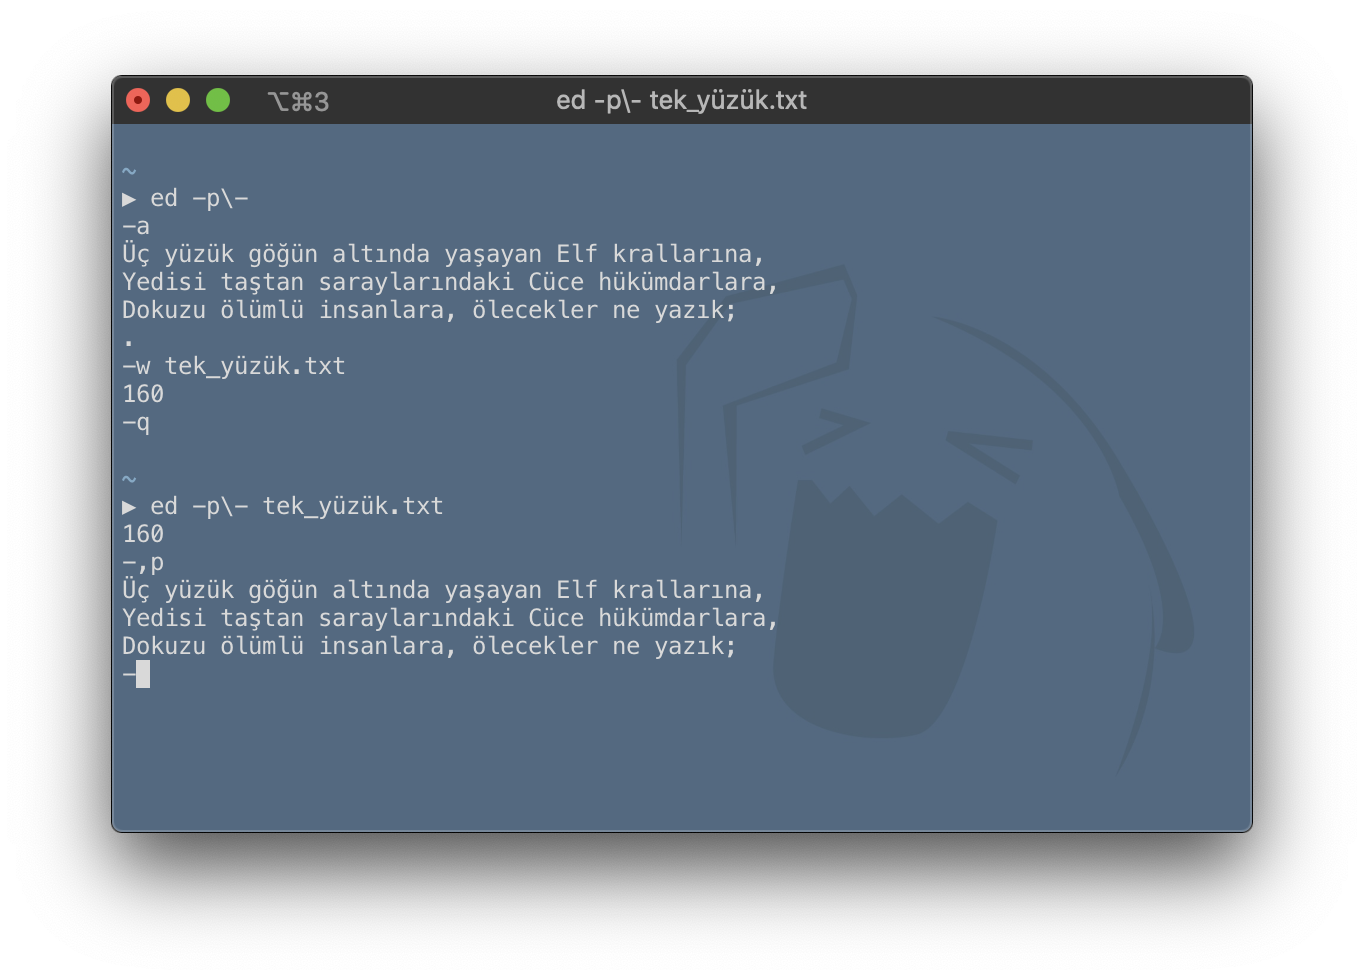 ⌥⌘3
ed -p\- tek_yüzük.txt
~
▶ ed -p\-
-a
Üç yüzük göğün altında yaşayan Elf krallarına,
Yedisi taştan saraylarındaki Cüce hükümdarlara,
Dokuzu ölümlü insanlara, ölecekler ne yazık;
.
-w tek_yüzük.txt
160
-q
~
▶ ed -p\- tek_yüzük.txt
160
-,p
Üç yüzük göğün altında yaşayan Elf krallarına,
Yedisi taştan saraylarındaki Cüce hükümdarlara,
Dokuzu ölümlü insanlara, ölecekler ne yazık;
-